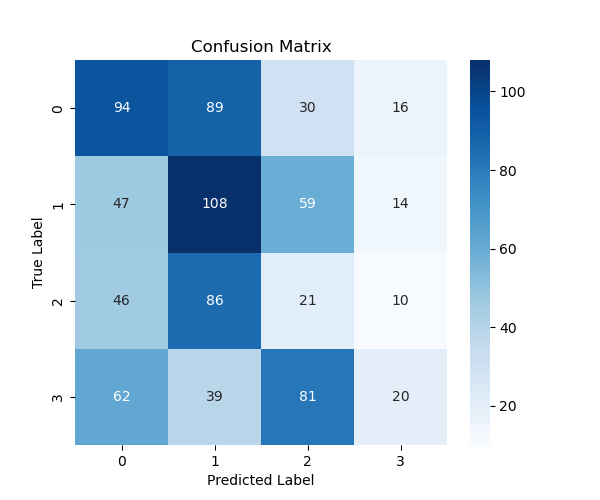 Confusion Matrix
0 94 89 30 16
1 47 108 59 14
2 46 86 21 10
3 62 39 81 20
0 1 2 3
True Label
Predicted Label
100
80
60
40
20